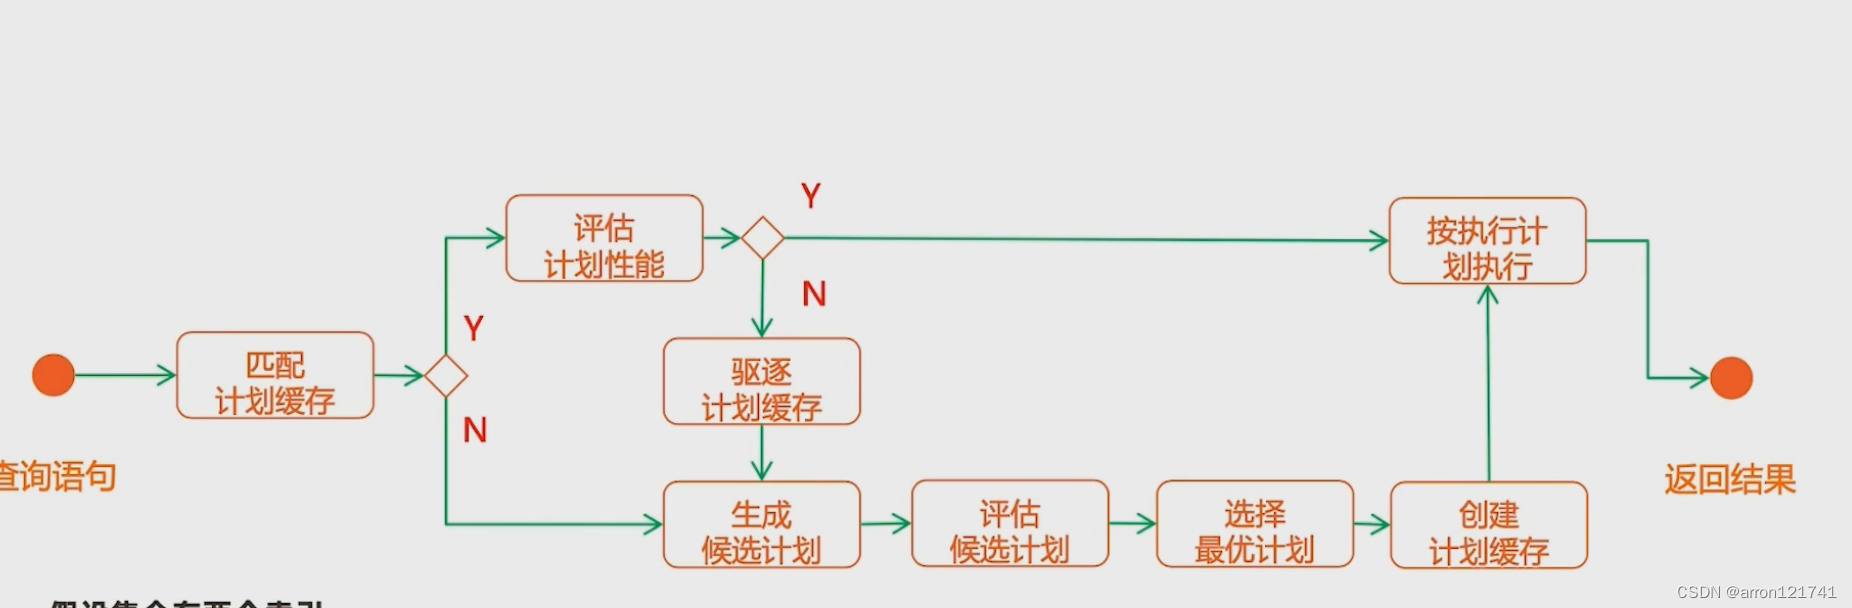 Y
评估
计划性能
按执行计
划执行
N
Y
匹配
计划缓存
驱逐
计划缓存
N
查询语句
返回结果
生成
候选计划
评估
候选计划
选择
最优计划
创建
计划缓存
CSDN @arron121741